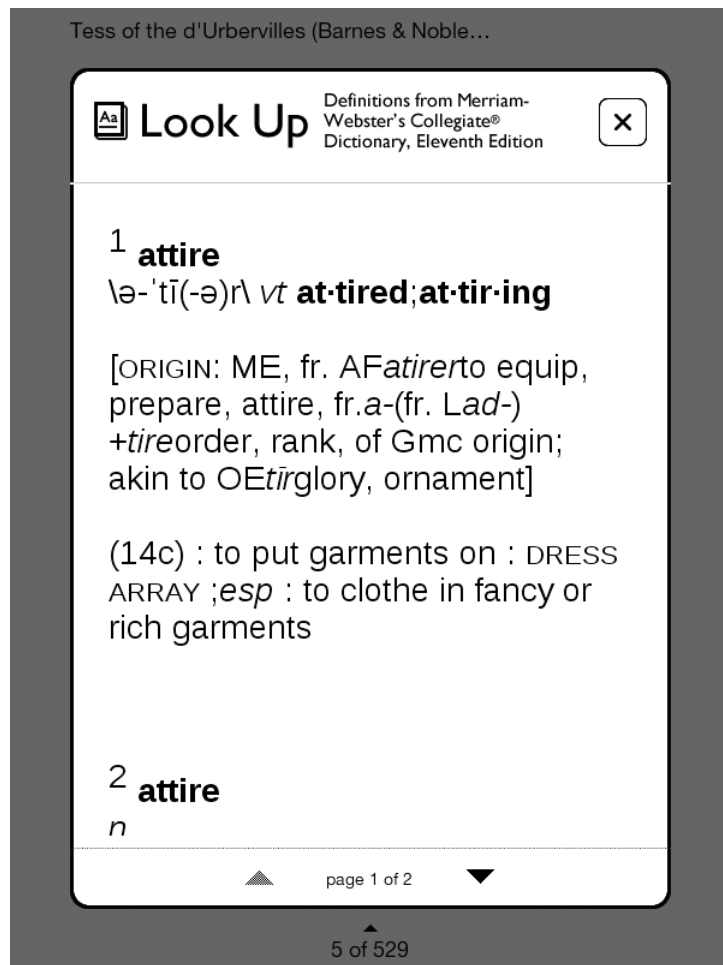 Tess of the d'Urbervilles (Barnes & Noble…
Aa Look Up
Definitions from Merriam-
Webster's Collegiate®
Dictionary, Eleventh Edition
1 attire
\ə-ˈtī(-ə)r\ vt at·tired;at·tir·ing
[ORIGIN: ME, fr. AFatirerto equip,
prepare, attire, fr.a-(fr. Lad-)
+tireorder, rank, of Gmc origin;
akin to OEtīrglory, ornament]
(14c) : to put garments on : DRESS
ARRAY ;esp : to clothe in fancy or
rich garments
2 attire
n
page 1 of 2
5 of 529